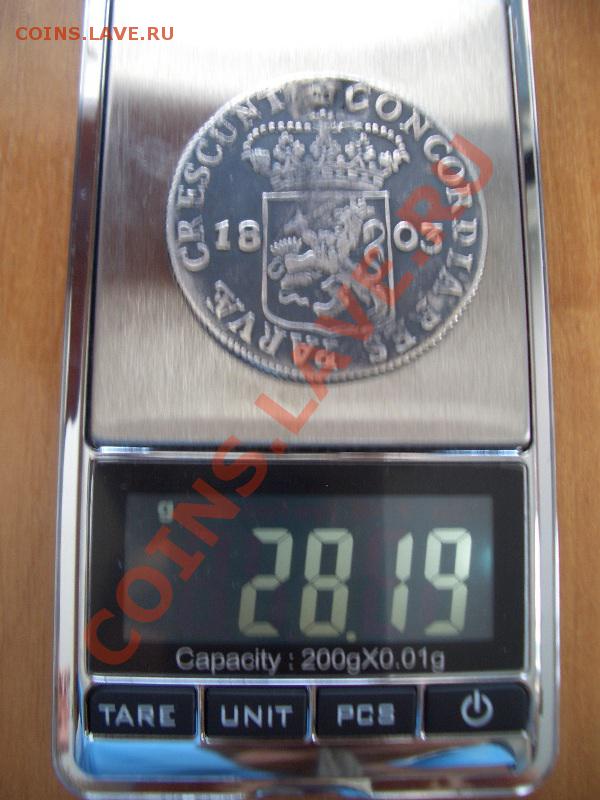 COINS.LAVE.RU
CONCORDIA RES PARVÆ CRESCUNT
18 05
COINS.LAVE.RU
g
28.19
Capacity : 200gX0.01g
TARE UNIT PCS